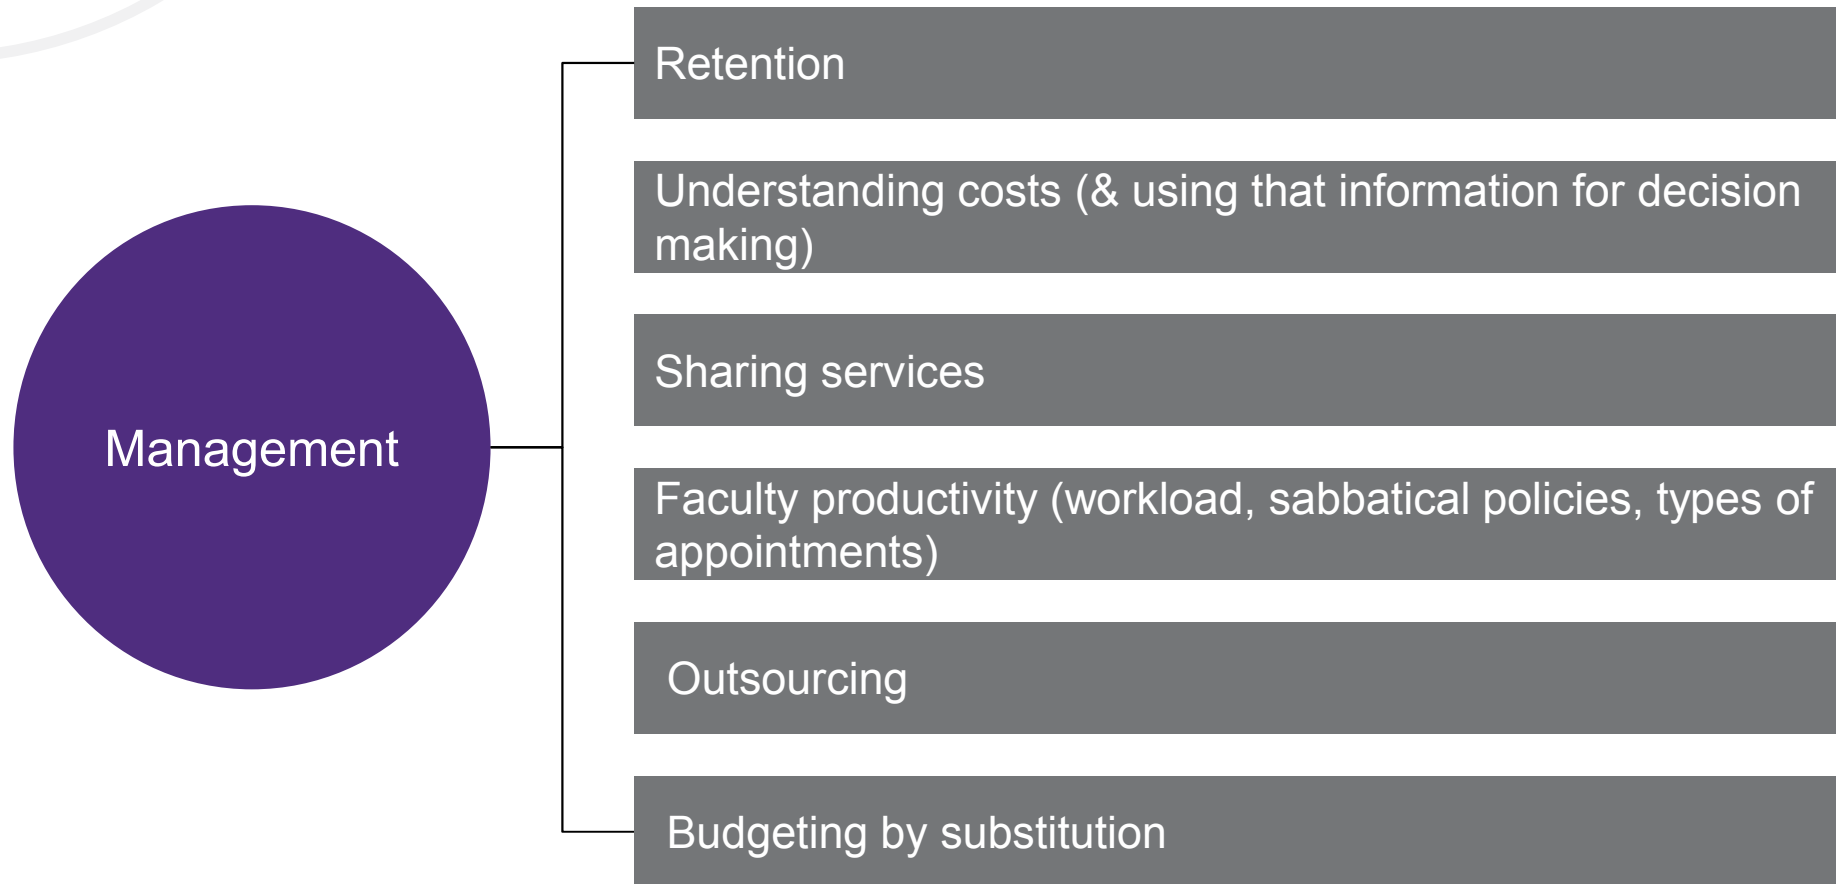 Retention
Understanding costs (& using that information for decision
making)
Sharing services
Management
Faculty productivity (workload, sabbatical policies, types of
appointments)
Outsourcing
Budgeting by substitution